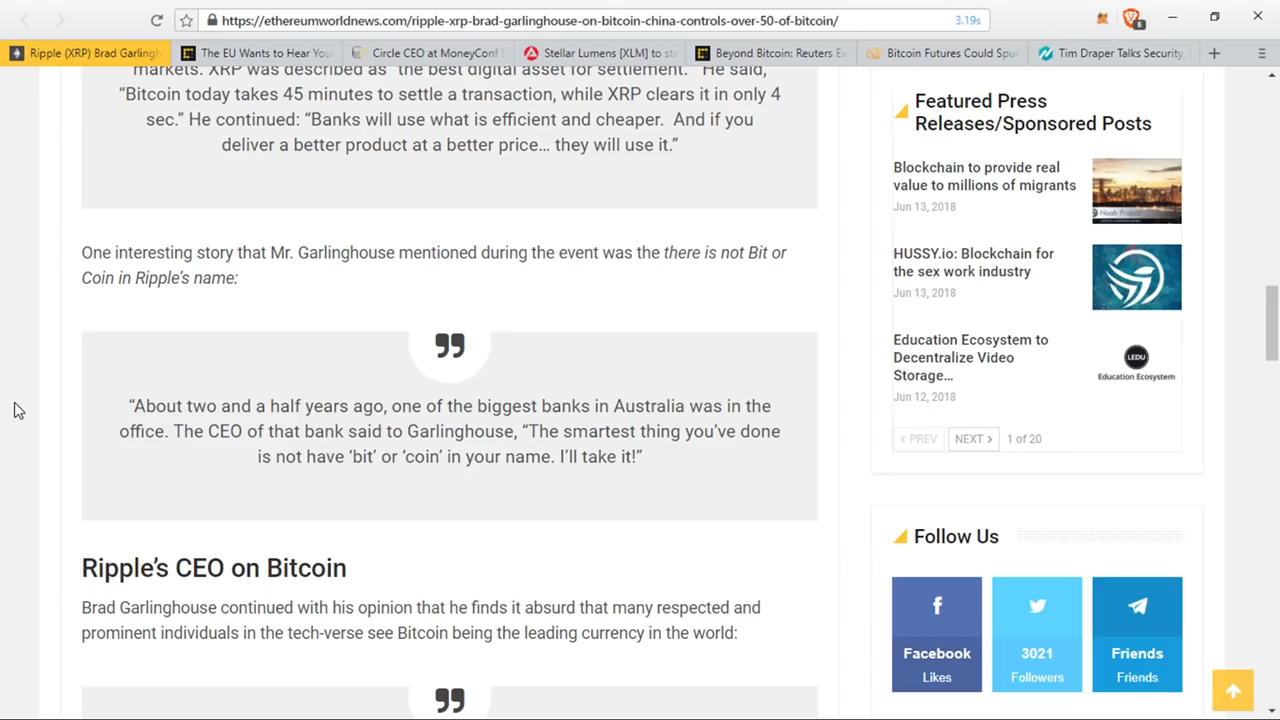 https://ethereumworldnews.com/ripple-xrp-brad-garlinghouse-on-bitcoin-china-controls-over-50-of-bitcoin/
3.19s
6
Ripple (XRP) Brad Garlingh
The EU Wants to Hear You
Circle CEO at MoneyConf
Stellar Lumens [XLM] to st
Beyond Bitcoin: Reuters Ex
Bitcoin Futures Could Spu
Tim Draper Talks Security,
markets. XRP was described as “the best digital asset for settlement.” He said,
“Bitcoin today takes 45 minutes to settle a transaction, while XRP clears it in only 4
sec.” He continued: “Banks will use what is efficient and cheaper. And if you
deliver a better product at a better price… they will use it.”
One interesting story that Mr. Garlinghouse mentioned during the event was the there is not Bit or
Coin in Ripple’s name:
“About two and a half years ago, one of the biggest banks in Australia was in the
office. The CEO of that bank said to Garlinghouse, “The smartest thing you’ve done
is not have ‘bit’ or ‘coin’ in your name. I’ll take it!”
Ripple’s CEO on Bitcoin
Brad Garlinghouse continued with his opinion that he finds it absurd that many respected and
prominent individuals in the tech-verse see Bitcoin being the leading currency in the world:
Featured Press
Releases/Sponsored Posts
Blockchain to provide real
value to millions of migrants
Jun 13, 2018
HUSSY.io: Blockchain for
the sex work industry
Jun 13, 2018
Education Ecosystem to
Decentralize Video
Storage…
Jun 12, 2018
LEDU
Education Ecosystem
PREV
NEXT
1 of 20
Follow Us
Facebook
Likes
3021
Followers
Friends
Friends